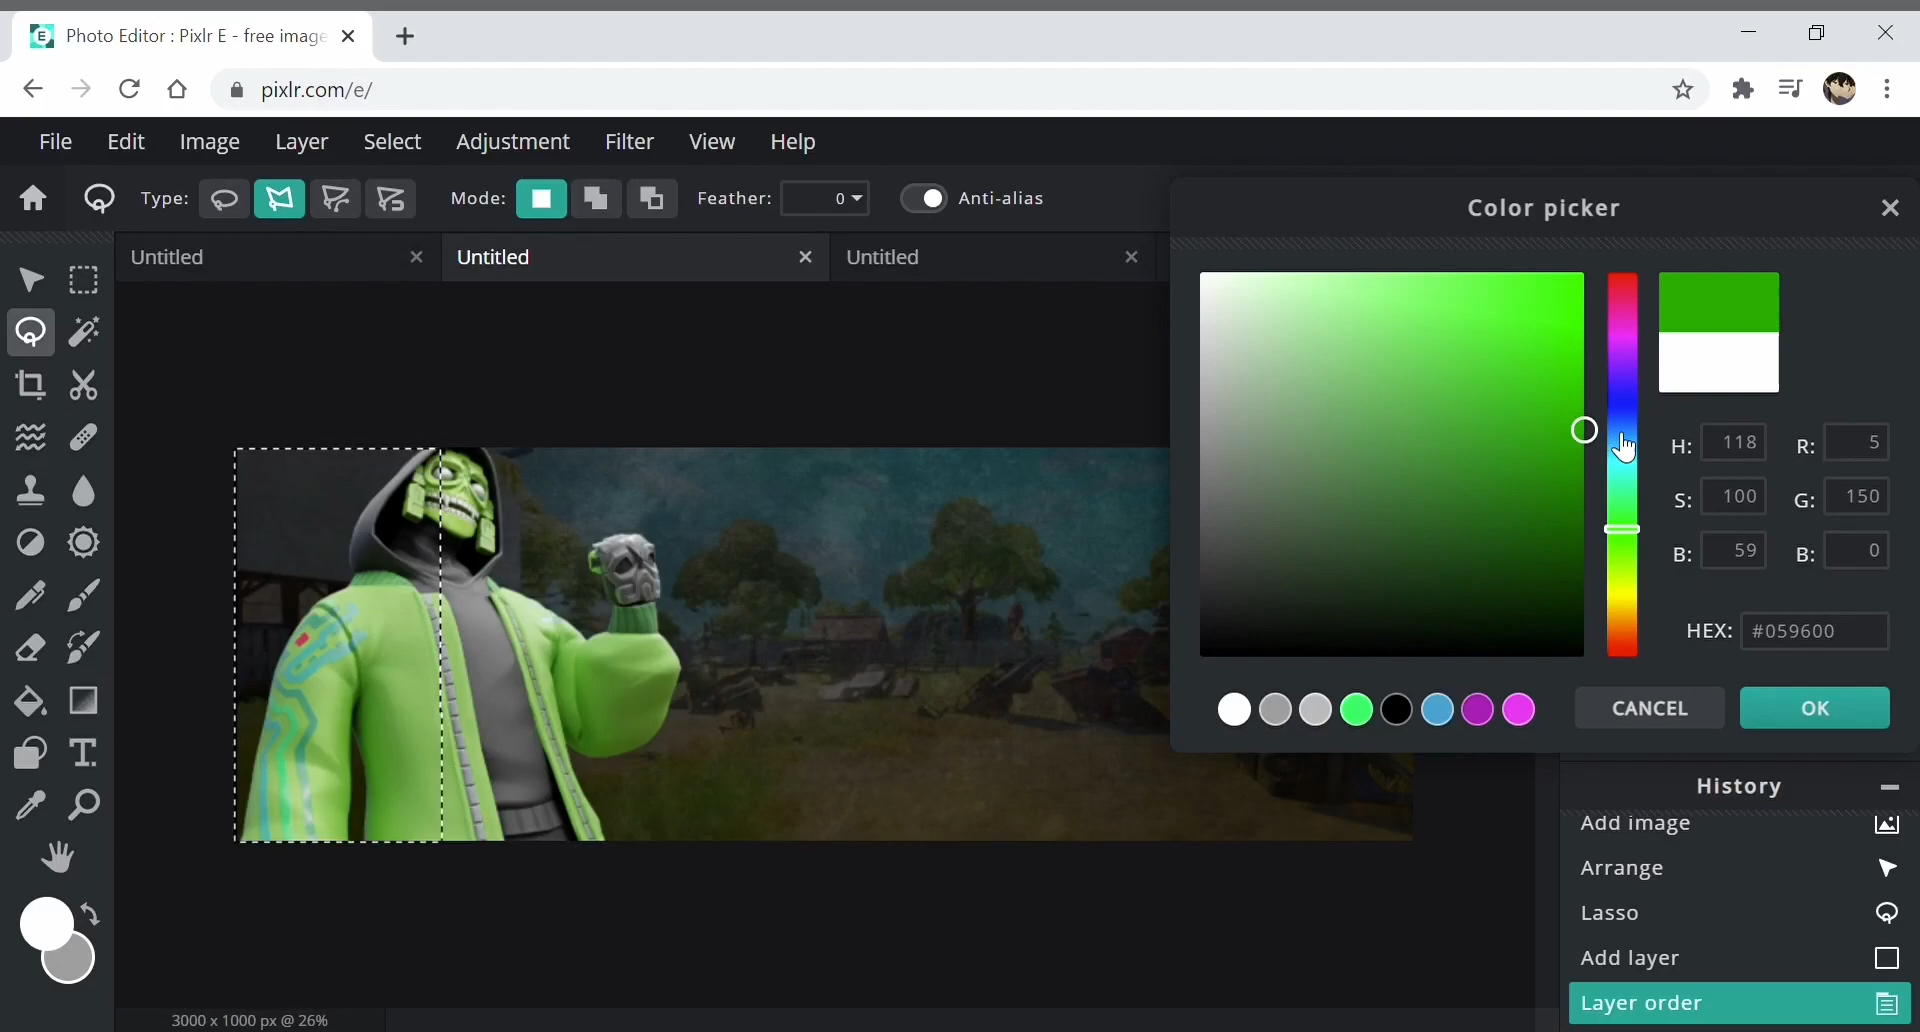 Photo Editor : Pixlr E - free image
pixlr.com/e/
File Edit Image Layer Select Adjustment Filter View Help
Type: Mode: Feather: 0 Anti-alias
Color picker
Untitled Untitled Untitled
H: 118 R: 5
S: 100 G: 150
B: 59 B: 0
HEX: #059600
CANCEL OK
History
Add image
Arrange
Lasso
Add layer
Layer order
3000 x 1000 px @ 26%